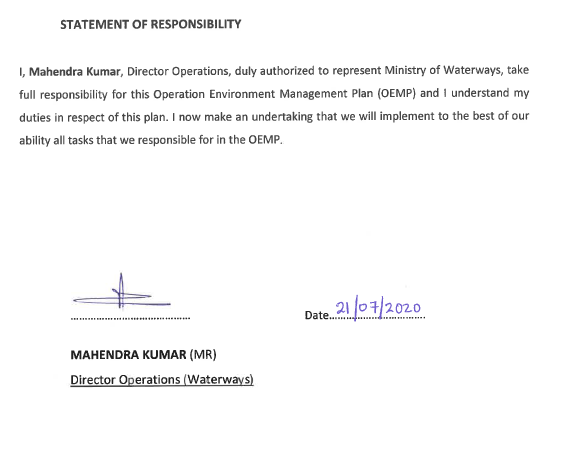 STATEMENT OF RESPONSIBILITY
I, Mahendra Kumar, Director Operations, duly authorized to represent Ministry of Waterways, take
full responsibility for this Operation Environment Management Plan (OEMP) and I understand my
duties in respect of this plan. I now make an undertaking that we will implement to the best of our
ability all tasks that we responsible for in the OEMP.
Date 21/07/2020
MAHENDRA KUMAR (MR)
Director Operations (Waterways)